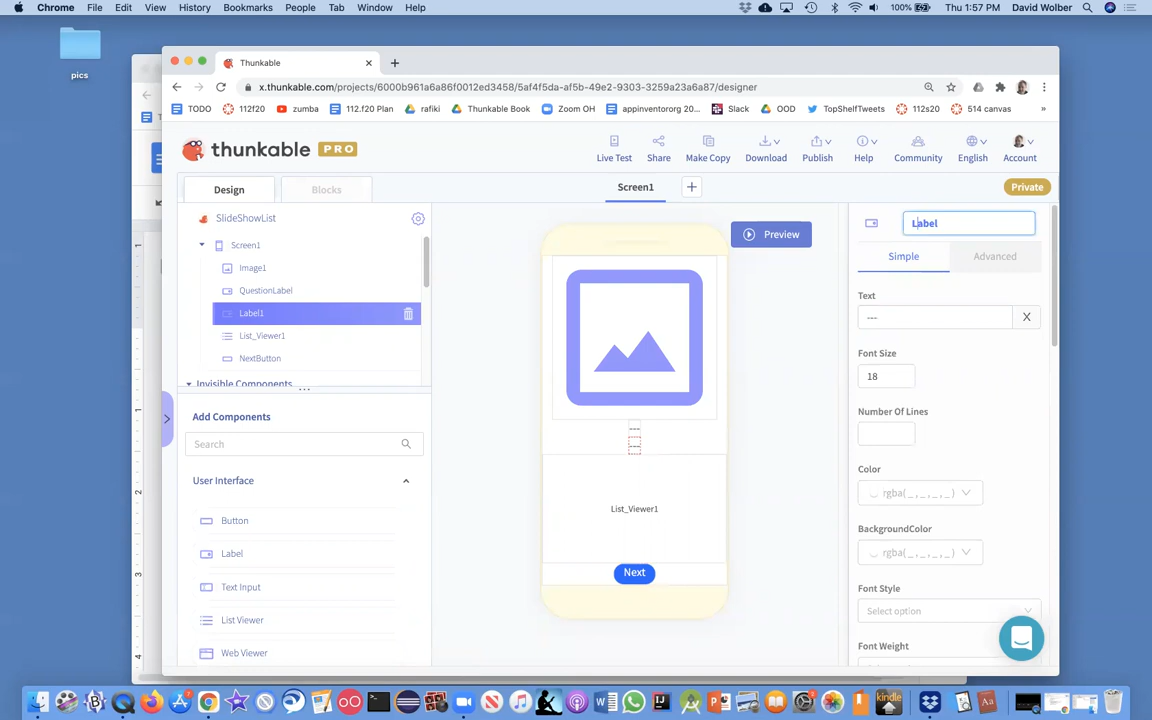 Chrome File Edit View History Bookmarks People Tab Window Help 100% Thu 1:57 PM David Wolber
pics
Thunkable
x.thunkable.com/projects/6000b961a6a86f0012ed3458/5af4f5da-af5b-49e2-9303-3259a23a6a87/designer
TODO 112f20 zumba 112.f20 Plan rafiki Thunkable Book Zoom OH appinventororg 20... Slack OOD TopShelfTweets 112s20 514 canvas »
thunkable PRO
Live Test Share Make Copy Download Publish Help Community English Account
Design Blocks Screen1 + Private
SlideShowList
Screen1
Image1
QuestionLabel
Label1
List_Viewer1
NextButton
Invisible Components
Add Components
Search
User Interface
Button
Label
Text Input
List Viewer
Web Viewer
Preview
---
---
List_Viewer1
Next
Label
Simple Advanced
Text
--- X
Font Size
18
Number Of Lines
Color
rgba(_,_,_,_)
BackgroundColor
rgba(_,_,_,_)
Font Style
Select option
Font Weight
kindle